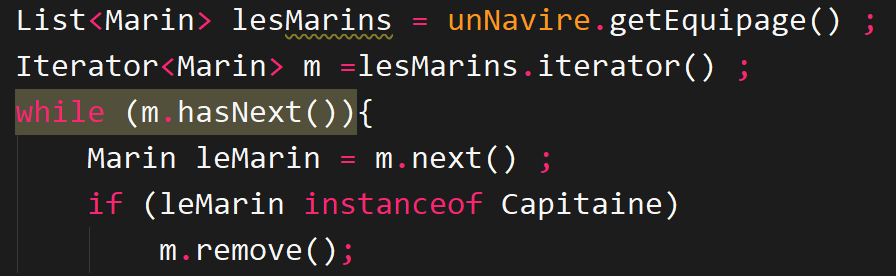 List<Marin> lesMarins = unNavire.getEquipage() ;
Iterator<Marin> m =lesMarins.iterator() ;
while (m.hasNext()){
Marin leMarin = m.next() ;
if (leMarin instanceof Capitaine)
m.remove();